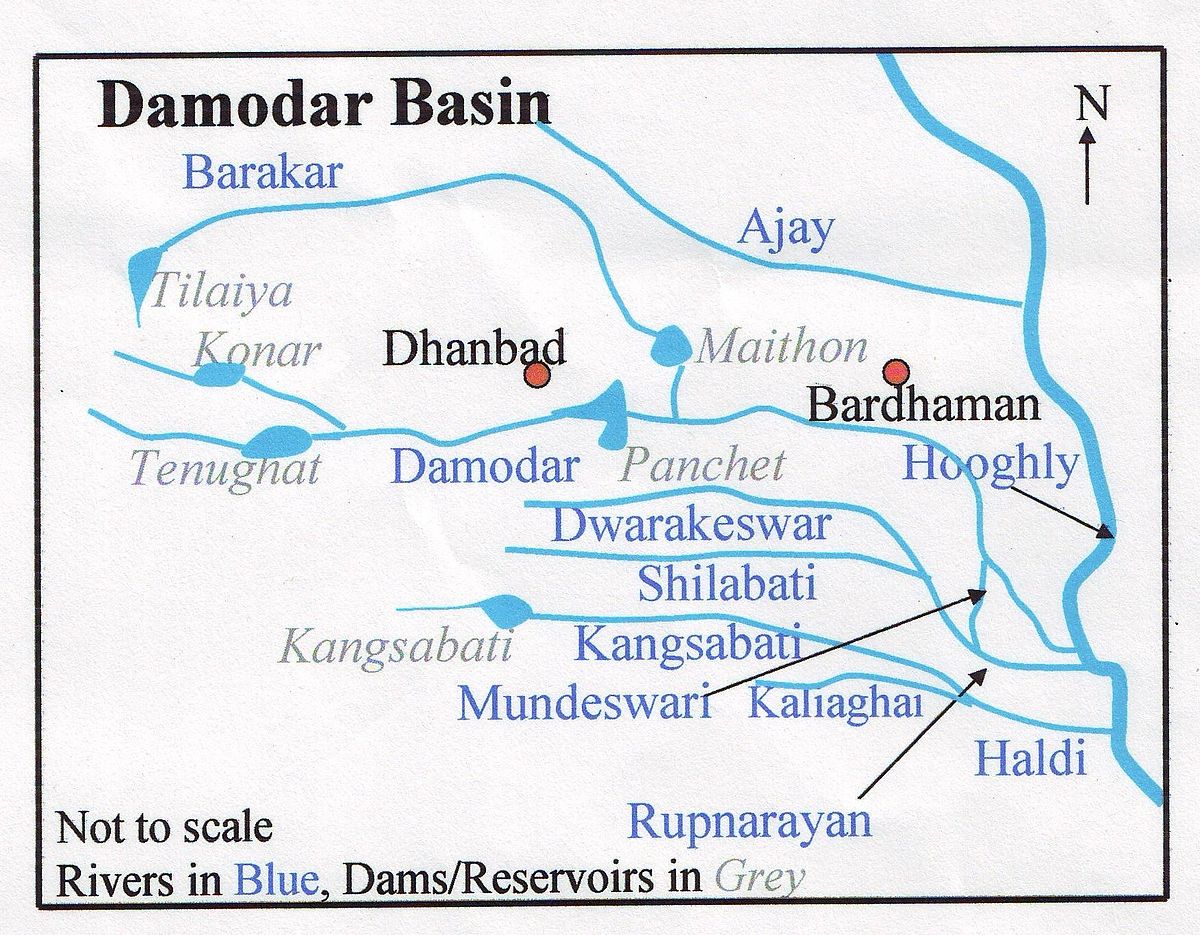 Damodar Basin
N
Barakar
Ajay
Tilaiya
Konar
Dhanbad
Maithon
Bardhaman
Tenughat
Damodar
Panchet
Hooghly
Dwarakeswar
Shilabati
Kangsabati
Kangsabati
Mundeswari
Kaliaghai
Haldi
Rupnarayan
Not to scale
Rivers in Blue, Dams/Reservoirs in Grey